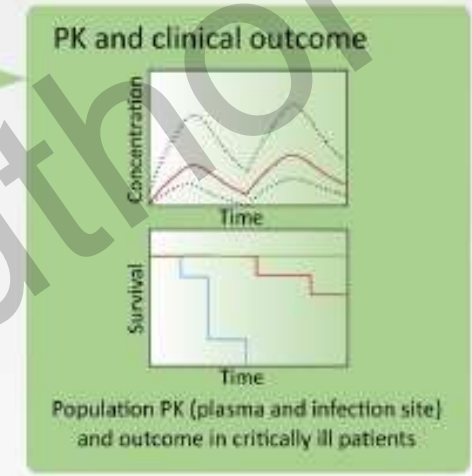 PK and clinical outcome
Concentration
Time
Survival
Time
Population PK (plasma and infection site)
and outcome in critically ill patients